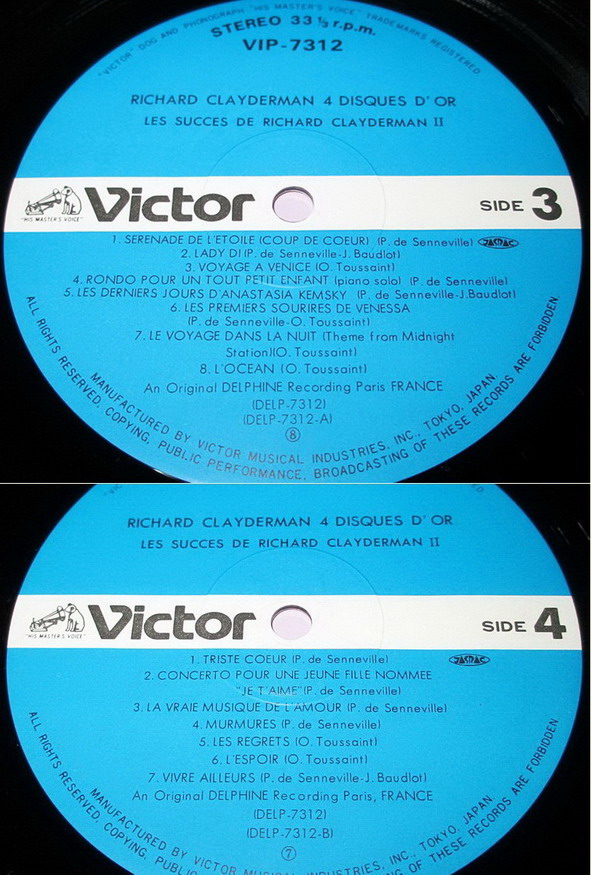 "VICTOR" DOG AND PHONOGRAPH "HIS MASTER'S VOICE" TRADEMARKS REGISTERED
STEREO 33 ⅓ r.p.m.
VIP-7312
RICHARD CLAYDERMAN 4 DISQUES D'OR
LES SUCCES DE RICHARD CLAYDERMAN II
"HIS MASTER'S VOICE"
Victor
SIDE 3
1. SERENADE DE L'ETOILE (COUP DE COEUR) (P. de Senneville) JASRAC
2. LADY DI (P. de Senneville-J. Baudlot)
3. VOYAGE A VENICE (O. Toussaint)
4. RONDO POUR UN TOUT PETIT ENFANT (piano solo) (P. de Senneville)
5. LES DERNIERS JOURS D'ANASTASIA KEMSKY (P. de Senneville-J.Baudlot)
6. LES PREMIERS SOURIRES DE VENESSA
(P. de Senneville-O. Toussaint)
7. LE VOYAGE DANS LA NUIT (Theme from Midnight
Station)(O. Toussaint)
8. L'OCEAN (O. Toussaint)
An Original DELPHINE Recording Paris FRANCE
(DELP-7312)
(DELP-7312-A)
⑧
MANUFACTURED BY VICTOR MUSICAL INDUSTRIES, INC., TOKYO, JAPAN.
ALL RIGHTS RESERVED, COPYING, PUBLIC PERFORMANCE, BROADCASTING OF THESE RECORDS ARE FORBIDDEN
RICHARD CLAYDERMAN 4 DISQUES D'OR
LES SUCCES DE RICHARD CLAYDERMAN II
"HIS MASTER'S VOICE"
Victor
SIDE 4
1. TRISTE COEUR (P. de Senneville) JASRAC
2. CONCERTO POUR UNE JEUNE FILLE NOMMEE
"JE T'AIME"(P. de Senneville)
3. LA VRAIE MUSIQUE DE L'AMOUR (P. de Senneville)
4. MURMURES (P. de Senneville)
5. LES REGRETS (O. Toussaint)
6. L'ESPOIR (O. Toussaint)
7. VIVRE AILLEURS (P. de Senneville-J. Baudlot)
An Original DELPHINE Recording Paris, FRANCE
(DELP-7312)
(DELP-7312-B)
⑦
MANUFACTURED BY VICTOR MUSICAL INDUSTRIES, INC., TOKYO, JAPAN.
ALL RIGHTS RESERVED, COPYING, OF THESE RECORDS ARE FORBIDDEN